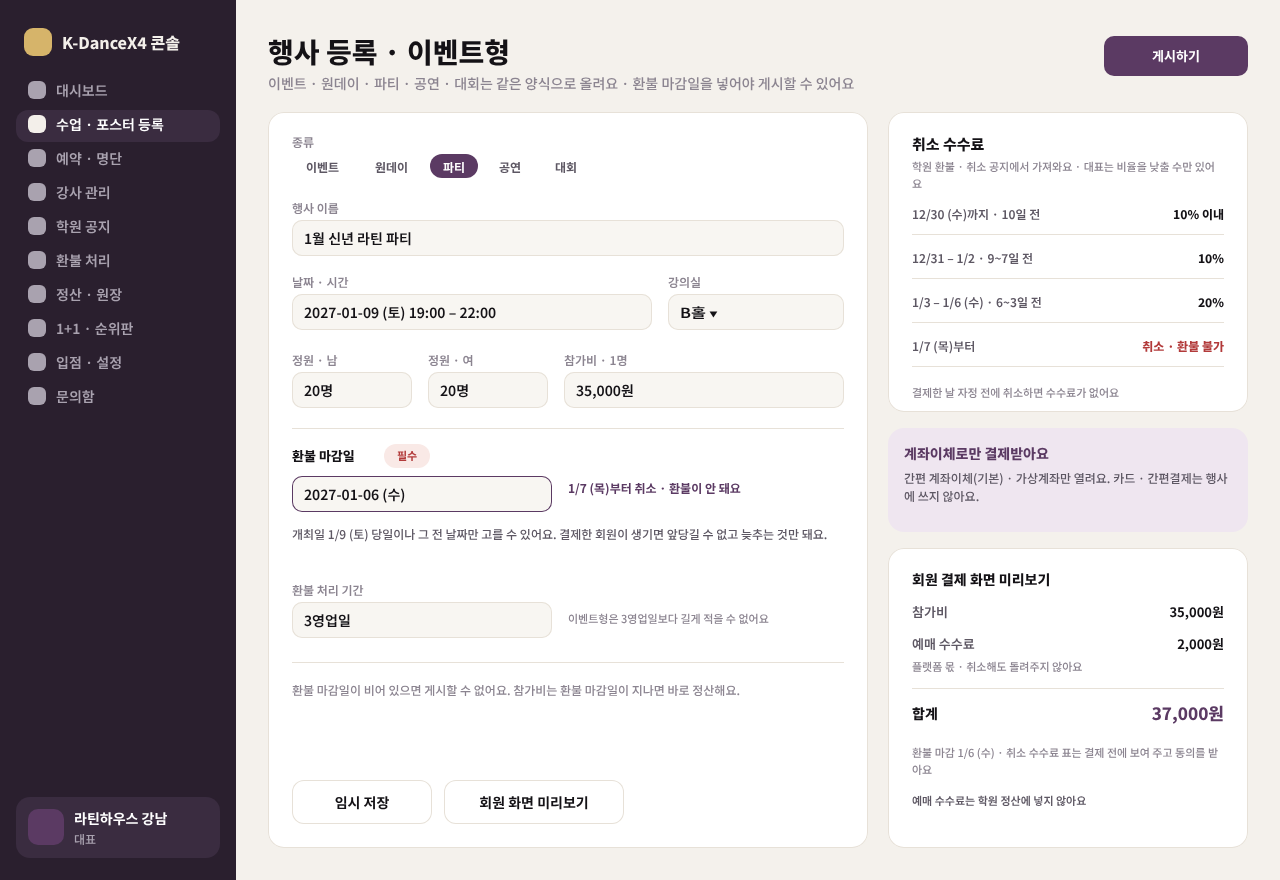 K-DanceX4 콘솔
대시보드
수업 · 포스터 등록
예약 · 명단
강사 관리
학원 공지
환불 처리
정산 · 원장
1+1 · 순위판
입점 · 설정
문의함
라틴하우스 강남
대표
행사 등록 · 이벤트형
이벤트 · 원데이 · 파티 · 공연 · 대회는 같은 양식으로 올려요 · 환불 마감일을 넣어야 게시할 수 있어요
게시하기
종류
이벤트 원데이 파티 공연 대회
행사 이름
1월 신년 라틴 파티
날짜 · 시간 강의실
2027-01-09 (토) 19:00 – 22:00 B홀 ▾
정원 · 남 정원 · 여 참가비 · 1명
20명 20명 35,000원
환불 마감일 필수
2027-01-06 (수) 1/7 (목)부터 취소 · 환불이 안 돼요
개최일 1/9 (토) 당일이나 그 전 날짜만 고를 수 있어요. 결제한 회원이 생기면 앞당길 수 없고 늦추는 것만 돼요.
환불 처리 기간
3영업일 이벤트형은 3영업일보다 길게 적을 수 없어요
환불 마감일이 비어 있으면 게시할 수 없어요. 참가비는 환불 마감일이 지나면 바로 정산해요.
임시 저장 회원 화면 미리보기
취소 수수료
학원 환불 · 취소 공지에서 가져와요 · 대표는 비율을 낮출 수만 있어
요
12/30 (수)까지 · 10일 전 10% 이내
12/31 – 1/2 · 9~7일 전 10%
1/3 – 1/6 (수) · 6~3일 전 20%
1/7 (목)부터 취소 · 환불 불가
결제한 날 자정 전에 취소하면 수수료가 없어요
계좌이체로만 결제받아요
간편 계좌이체(기본) · 가상계좌만 열려요. 카드 · 간편결제는 행사
에 쓰지 않아요.
회원 결제 화면 미리보기
참가비 35,000원
예매 수수료 2,000원
플랫폼 몫 · 취소해도 돌려주지 않아요
합계 37,000원
환불 마감 1/6 (수) · 취소 수수료 표는 결제 전에 보여 주고 동의를 받
아요
예매 수수료는 학원 정산에 넣지 않아요